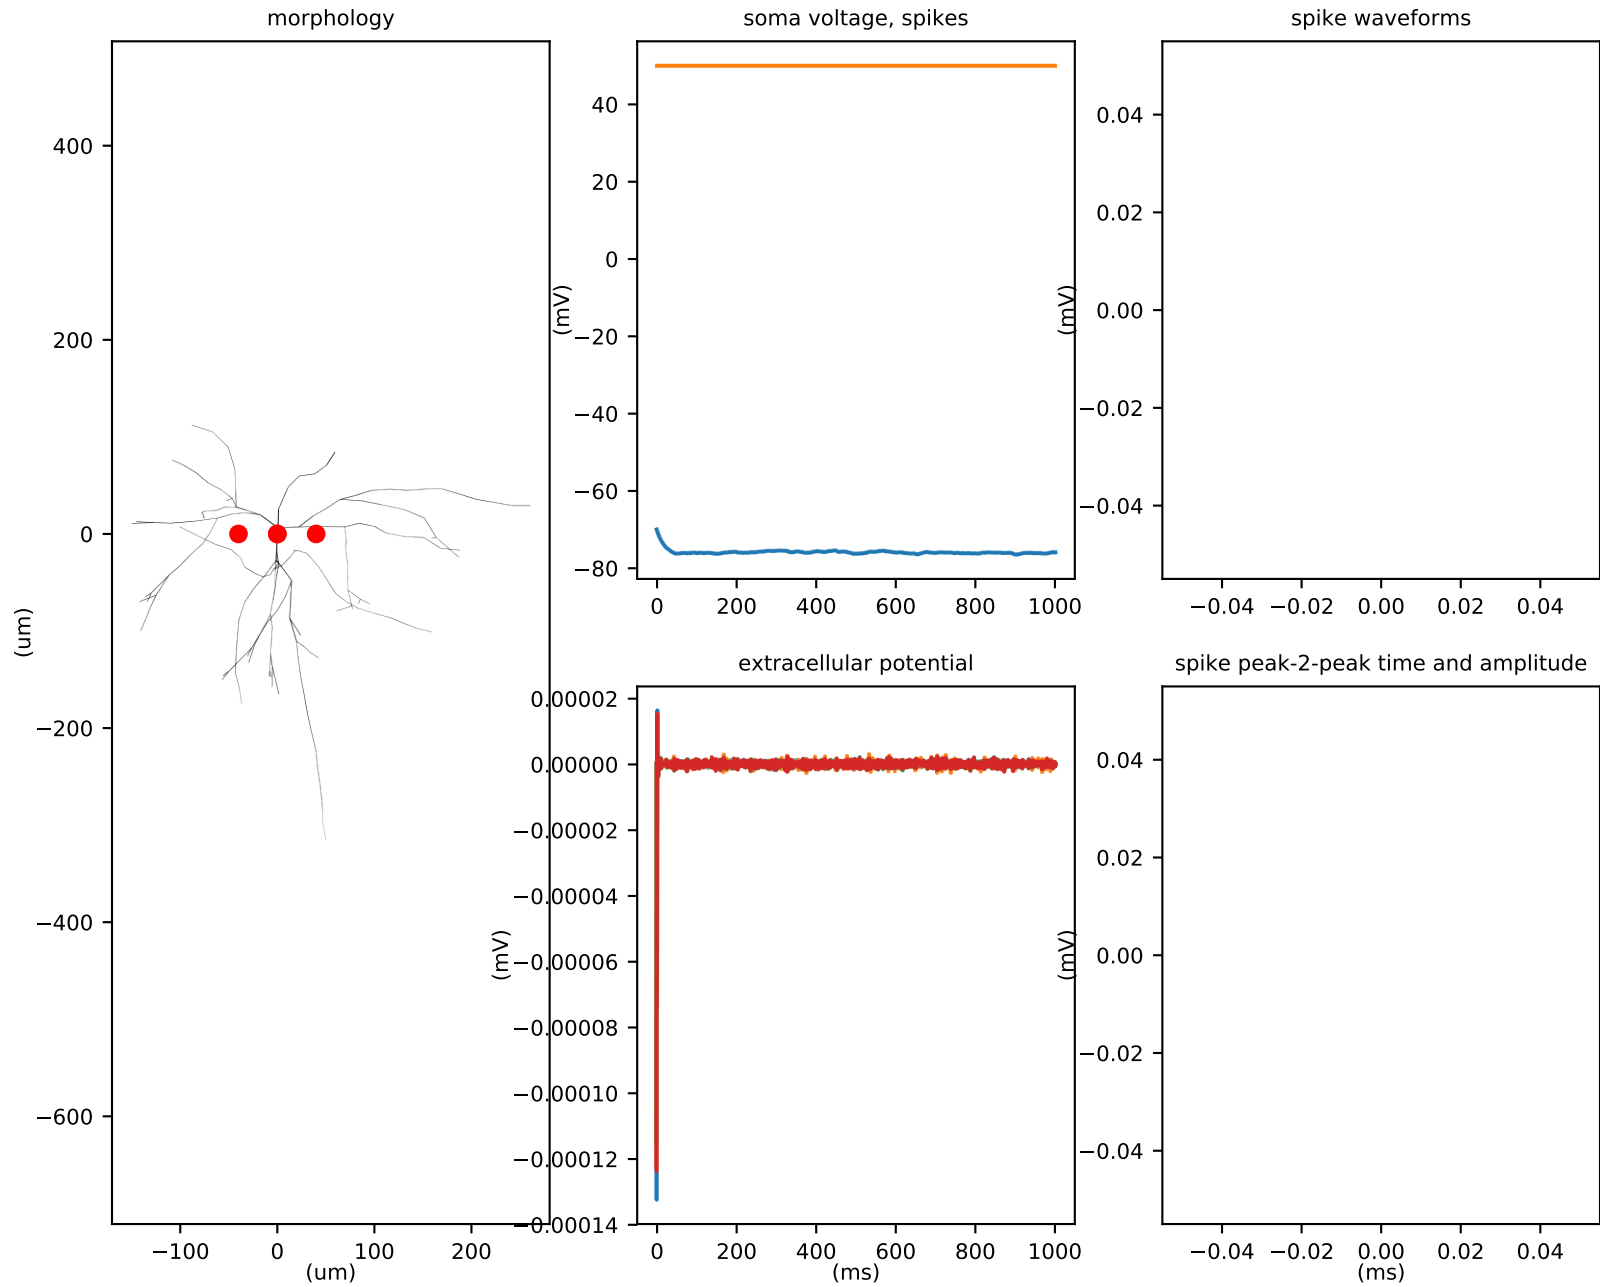 morphology
400
200
0
−200
−400
−600
(um)
−100 0 100 200
(um)
soma voltage, spikes
40
20
0
−20
−40
−60
−80
(mV)
0 200 400 600 800 1000
spike waveforms
0.04
0.02
0.00
−0.02
−0.04
(mV)
−0.04 −0.02 0.00 0.02 0.04
extracellular potential
0.00002
0.00000
−0.00002
−0.00004
−0.00006
−0.00008
−0.00010
−0.00012
−0.00014
(mV)
0 200 400 600 800 1000
(ms)
spike peak-2-peak time and amplitude
0.04
0.02
0.00
−0.02
−0.04
(mV)
−0.04 −0.02 0.00 0.02 0.04
(ms)